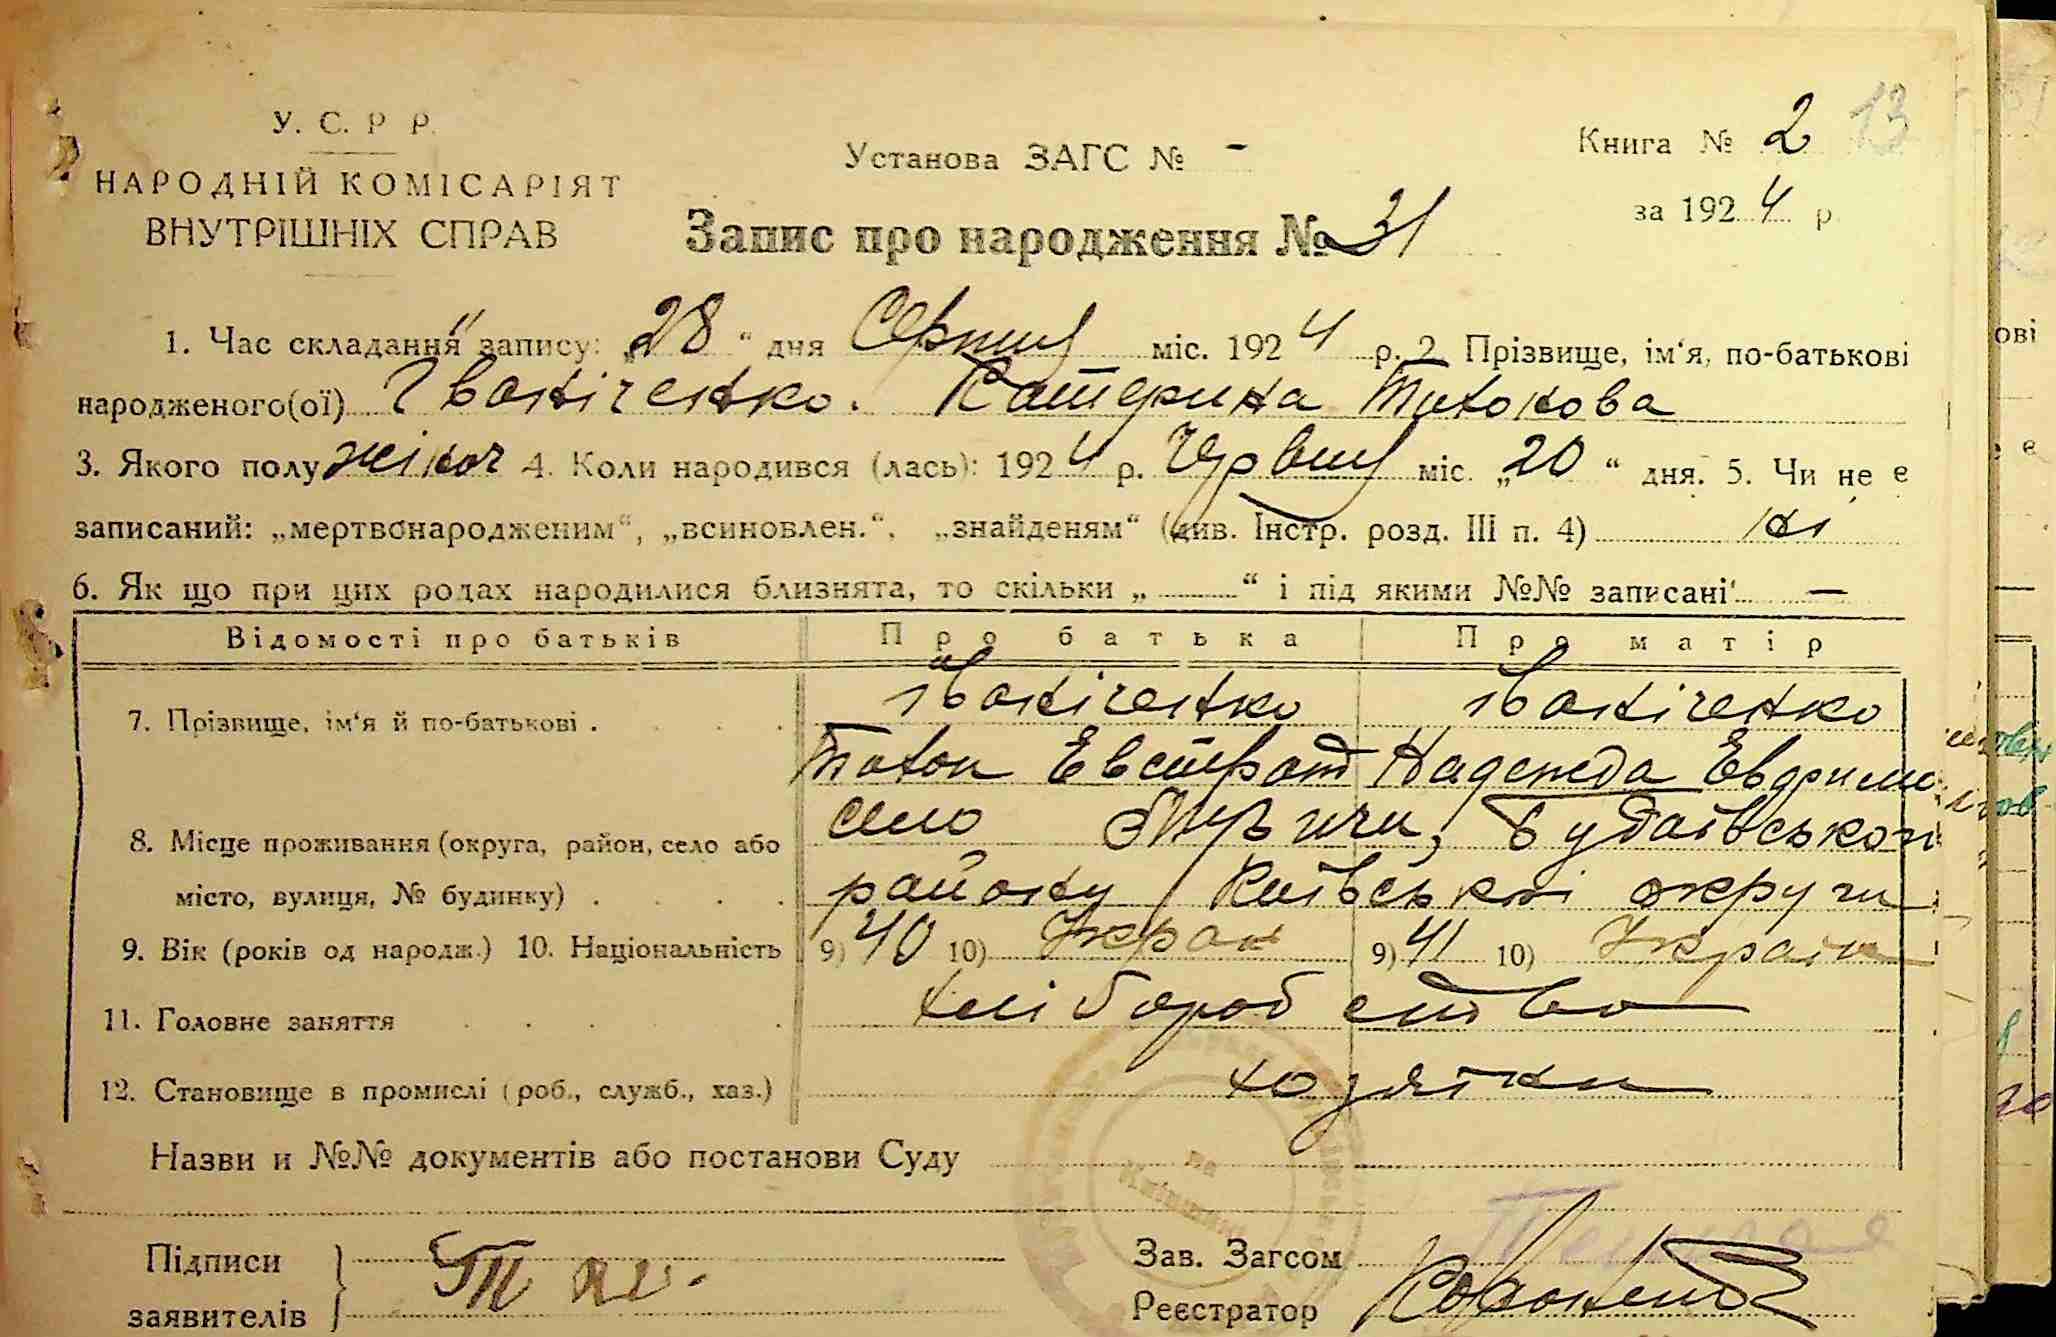 У. С. Р Р.
НАРОДНІЙ КОМІСАРІЯТ
ВНУТРІШНІХ СПРАВ
Установа ЗАГС № -
Книга № 2 13
за 1924 р
Запис про народження № 31
1. Час складання запису: „28“ дня Серпня міс. 1924 р. 2. Прізвище, ім‘я, по-батькові
народженого(ої) Іваніченко. Катерина
3. Якого полу жіноч 4. Коли народився (лась): 1924 р. Червня міс. „20“ дня. 5. Чи не є
записаний: „мертвонародженим“, „всиновлен.“, „знайденям“ (див. Інстр. розд. III п. 4) ні
6. Як що при цих родах народилися близнята, то скільки „ “ і під якими №№ записані —
Відомості про батьків Про батька Про матір
7. Прізвище, ім‘я й по-батькові . Іваніченко Іваніченко
Евстрат Надежда
8. Місце проживання (округа, район, село або село Будаївського
місто, вулиця, № будинку) . району Київської округи
9. Вік (років од народж.) 10. Національність 9) 40 10) Україн 9) 41 10) Україн
11. Головне заняття хліборобство
12. Становище в промислі (роб., служб., хаз.) хозяїни
Назви и №№ документів або постанови Суду
Підписи
заявителів
Зав. Загсом
Реєстратор